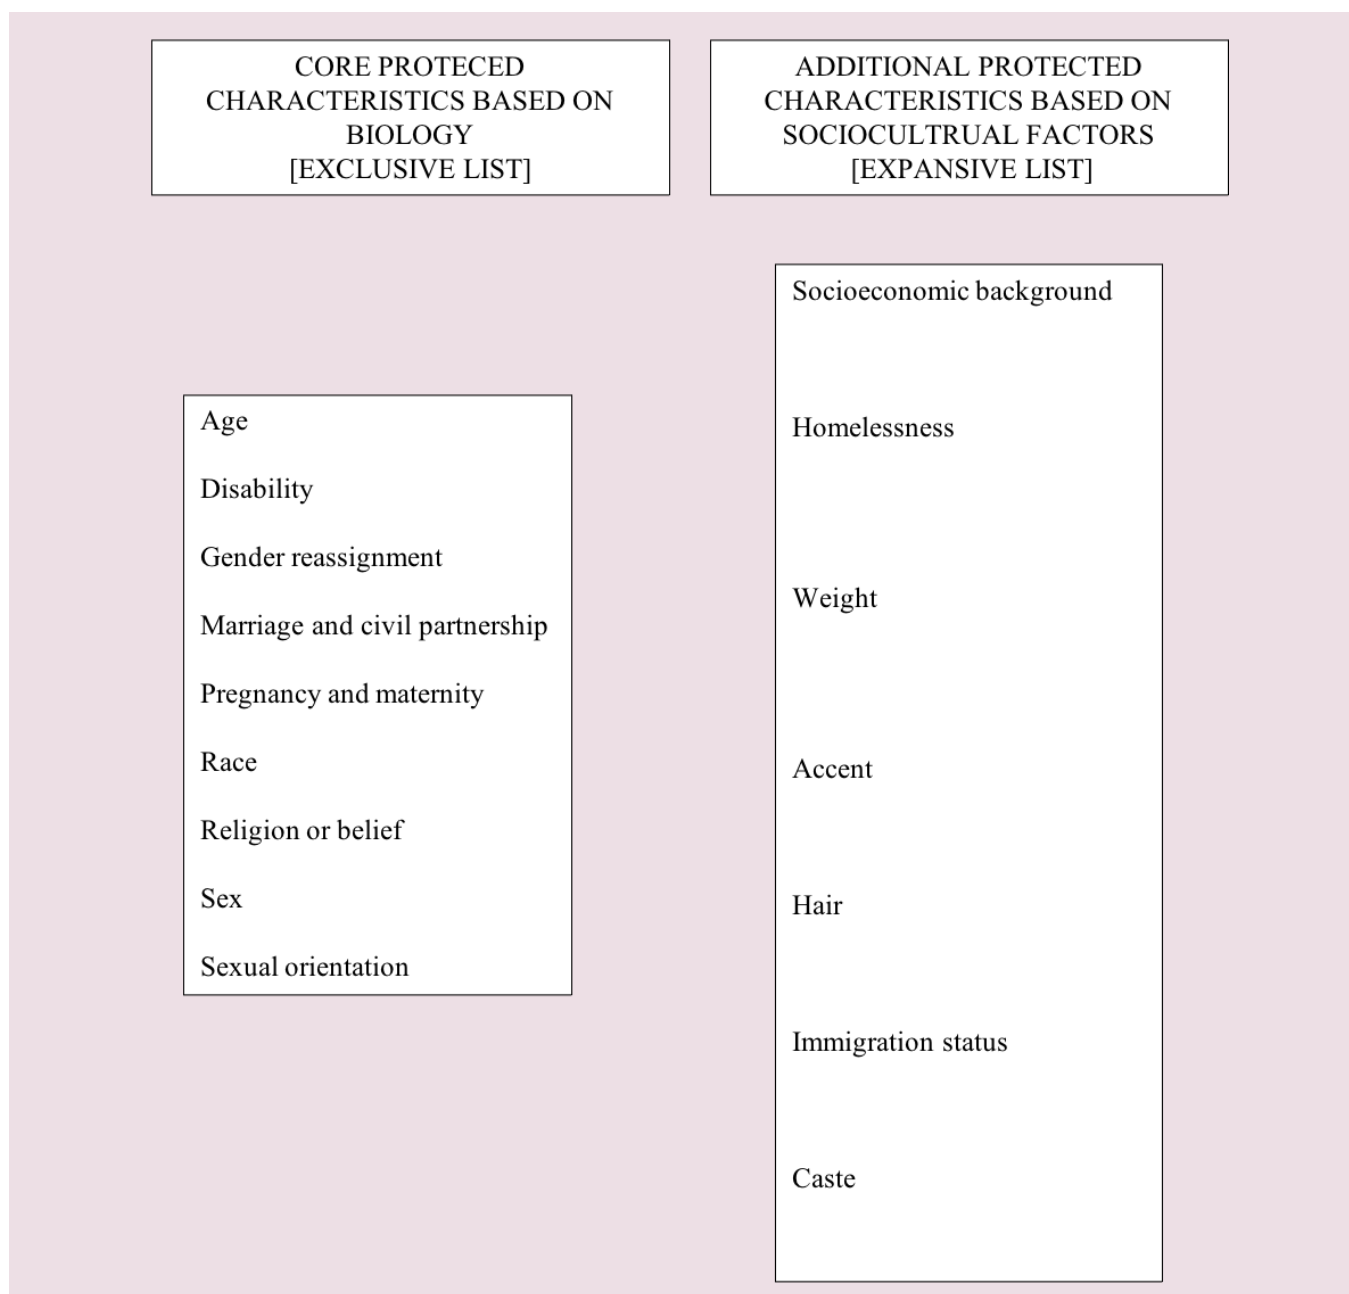 CORE PROTECED
CHARACTERISTICS BASED ON
BIOLOGY
[EXCLUSIVE LIST]
ADDITIONAL PROTECTED
CHARACTERISTICS BASED ON
SOCIOCULTRUAL FACTORS
[EXPANSIVE LIST]
Age
Disability
Gender reassignment
Marriage and civil partnership
Pregnancy and maternity
Race
Religion or belief
Sex
Sexual orientation
Socioeconomic background
Homelessness
Weight
Accent
Hair
Immigration status
Caste